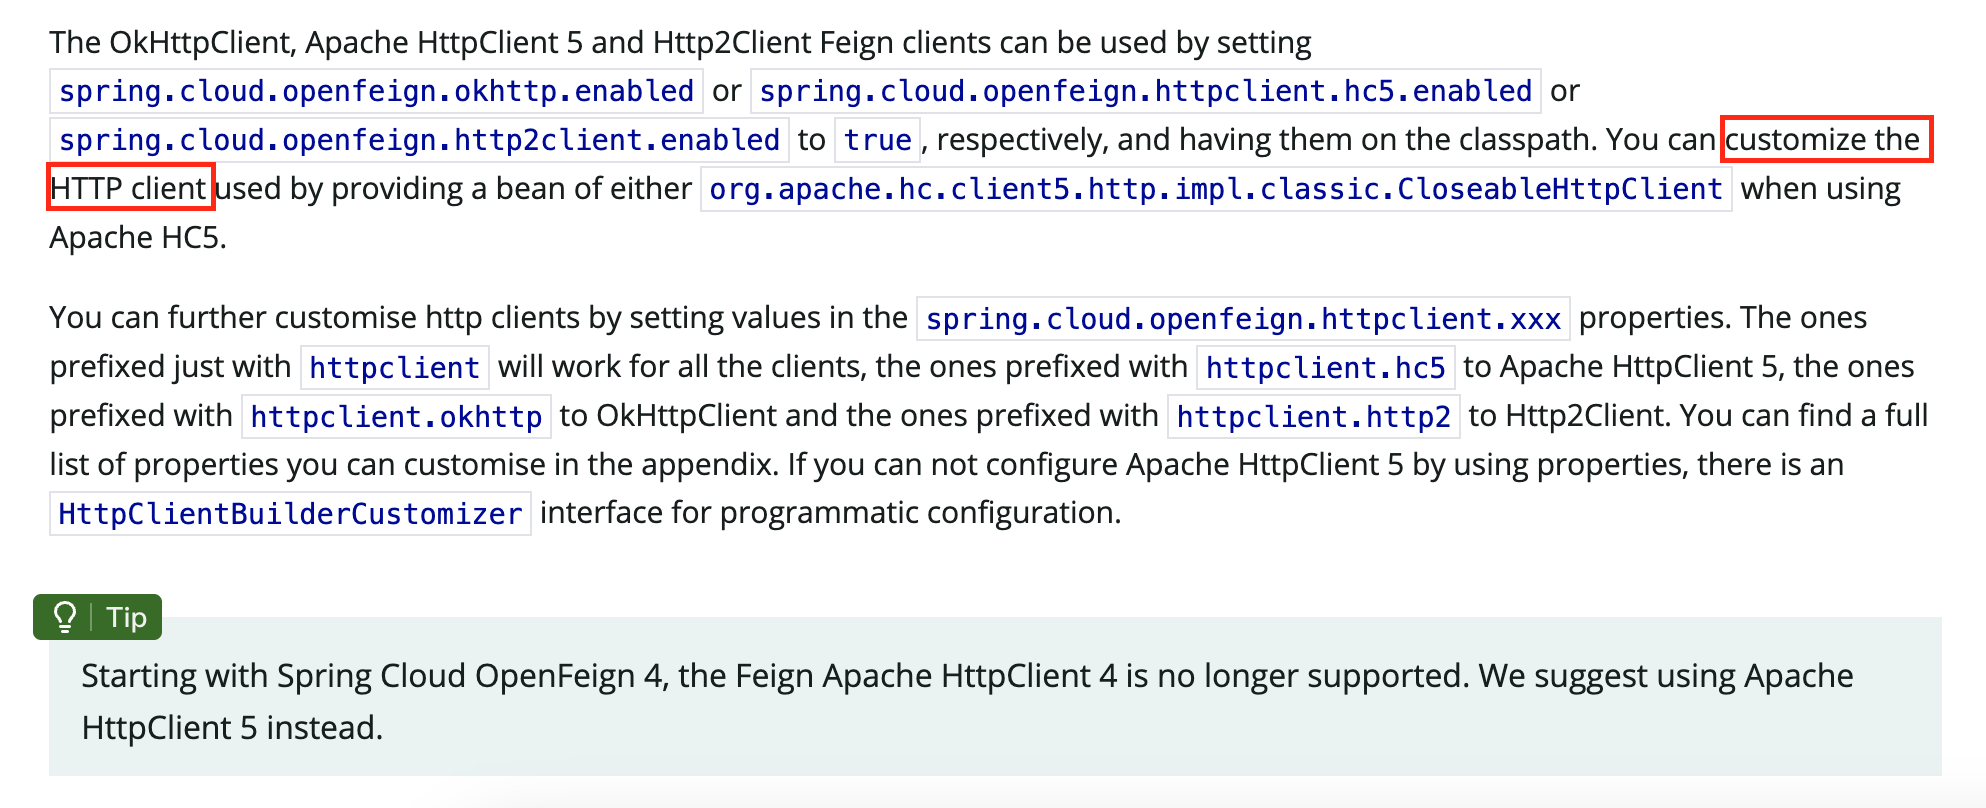 The OkHttpClient, Apache HttpClient 5 and Http2Client Feign clients can be used by setting
spring.cloud.openfeign.okhttp.enabled or spring.cloud.openfeign.httpclient.hc5.enabled or
spring.cloud.openfeign.http2client.enabled to true, respectively, and having them on the classpath. You can customize the
HTTP client used by providing a bean of either org.apache.hc.client5.http.impl.classic.CloseableHttpClient when using
Apache HC5.
You can further customise http clients by setting values in the spring.cloud.openfeign.httpclient.xxx properties. The ones
prefixed just with httpclient will work for all the clients, the ones prefixed with httpclient.hc5 to Apache HttpClient 5, the ones
prefixed with httpclient.okhttp to OkHttpClient and the ones prefixed with httpclient.http2 to Http2Client. You can find a full
list of properties you can customise in the appendix. If you can not configure Apache HttpClient 5 by using properties, there is an
HttpClientBuilderCustomizer interface for programmatic configuration.
Tip
Starting with Spring Cloud OpenFeign 4, the Feign Apache HttpClient 4 is no longer supported. We suggest using Apache
HttpClient 5 instead.